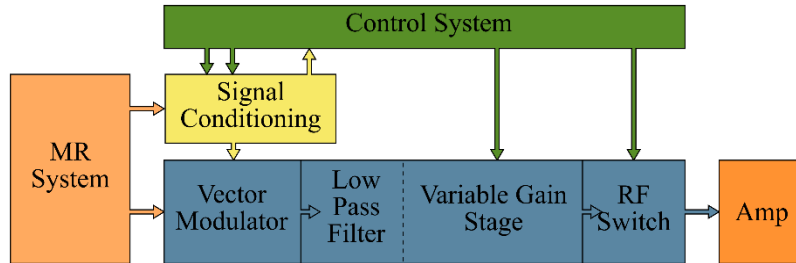 Control System
Signal
Conditioning
MR
System
Vector
Modulator
Low
Pass
Filter
Variable Gain
Stage
RF
Switch
Amp